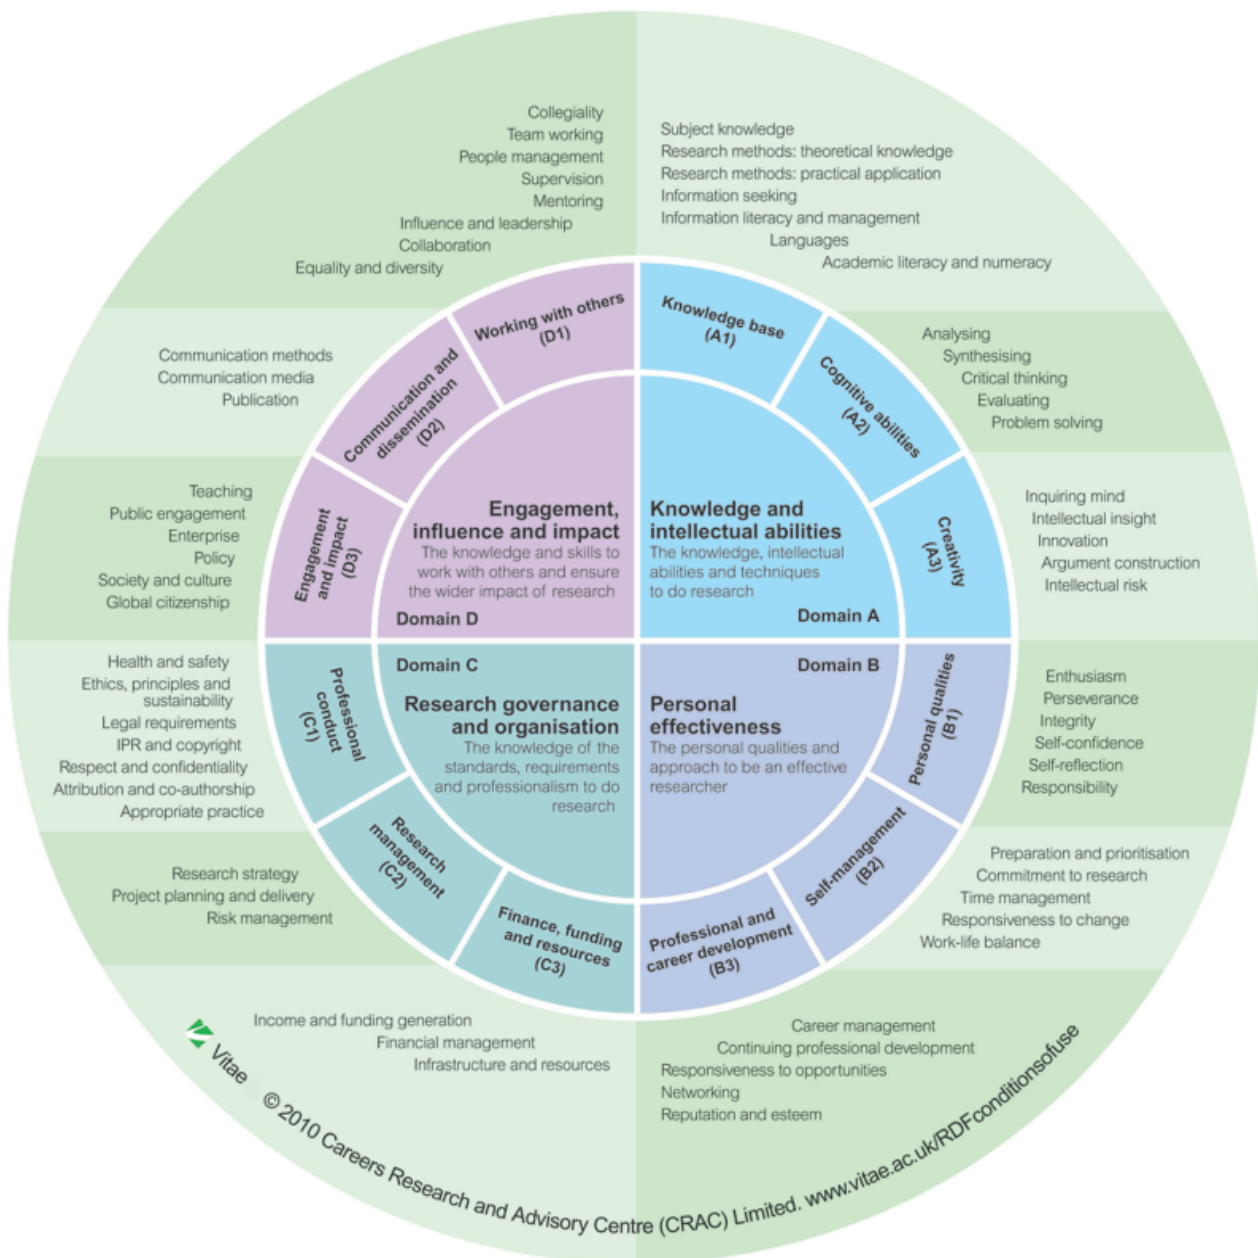 Collegiality
Team working
People management
Supervision
Mentoring
Influence and leadership
Collaboration
Equality and diversity
Subject knowledge
Research methods: theoretical knowledge
Research methods: practical application
Information seeking
Information literacy and management
Languages
Academic literacy and numeracy
Working with others
(D1)
Knowledge base
(A1)
Communication methods
Communication media
Publication
Communication and
dissemination
(D2)
Cognitive abilities
(A2)
Analysing
Synthesising
Critical thinking
Evaluating
Problem solving
Teaching
Public engagement
Enterprise
Policy
Society and culture
Global citizenship
Engagement
and impact
(D3)
Engagement,
influence and impact
The knowledge and skills to
work with others and ensure
the wider impact of research
Domain D
Knowledge and
intellectual abilities
The knowledge, intellectual
abilities and techniques
to do research
Domain A
Creativity
(A3)
Inquiring mind
Intellectual insight
Innovation
Argument construction
Intellectual risk
Health and safety
Ethics, principles and
sustainability
Legal requirements
IPR and copyright
Respect and confidentiality
Attribution and co-authorship
Appropriate practice
Professional
conduct
(C1)
Domain C
Research governance
and organisation
The knowledge of the
standards, requirements
and professionalism to do
research
Domain B
Personal
effectiveness
The personal qualities and
approach to be an effective
researcher
Personal qualities
(B1)
Enthusiasm
Perseverance
Integrity
Self-confidence
Self-reflection
Responsibility
Research strategy
Project planning and delivery
Risk management
Research
management
(C2)
Self-management
(B2)
Preparation and prioritisation
Commitment to research
Time management
Responsiveness to change
Work-life balance
Finance, funding
and resources
(C3)
Professional and
career development
(B3)
Income and funding generation
Financial management
Infrastructure and resources
Career management
Continuing professional development
Responsiveness to opportunities
Networking
Reputation and esteem
Vitae © 2010 Careers Research and Advisory Centre (CRAC) Limited. www.vitae.ac.uk/RDFconditionsofuse